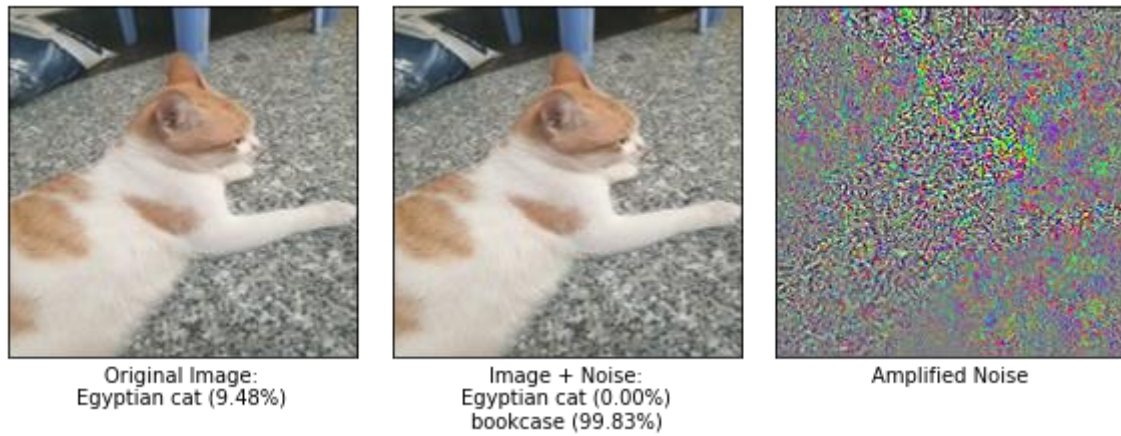 Original Image:
Egyptian cat (9.48%)
Image + Noise:
Egyptian cat (0.00%)
bookcase (99.83%)
Amplified Noise